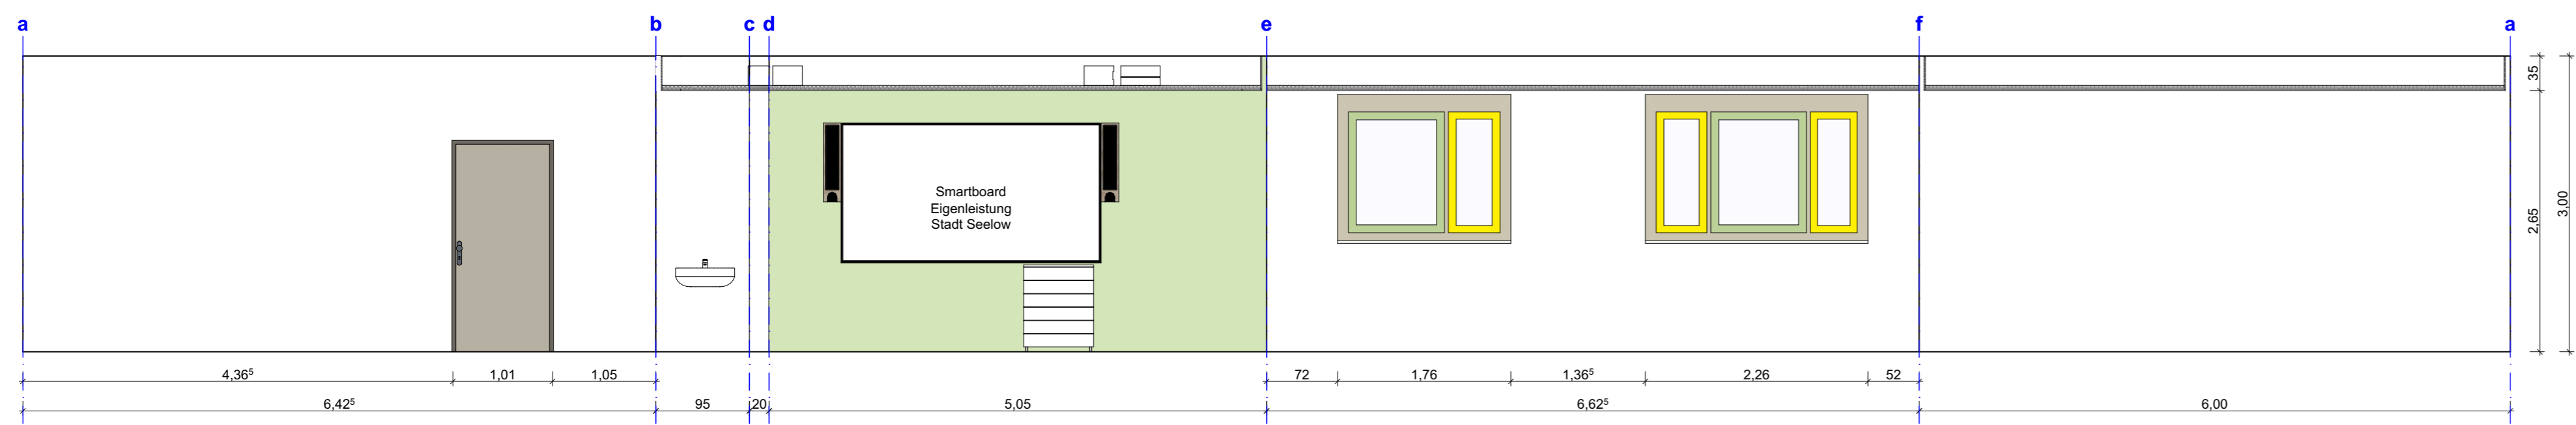 a b c d e f a
Smartboard
Eigenleistung
Stadt Seelow
35
2,65
3,00
4,36⁵ 1,01 1,05 72 1,76 1,36⁵ 2,26 52
6,42⁵ 95 20 5,05 6,62⁵ 6,00